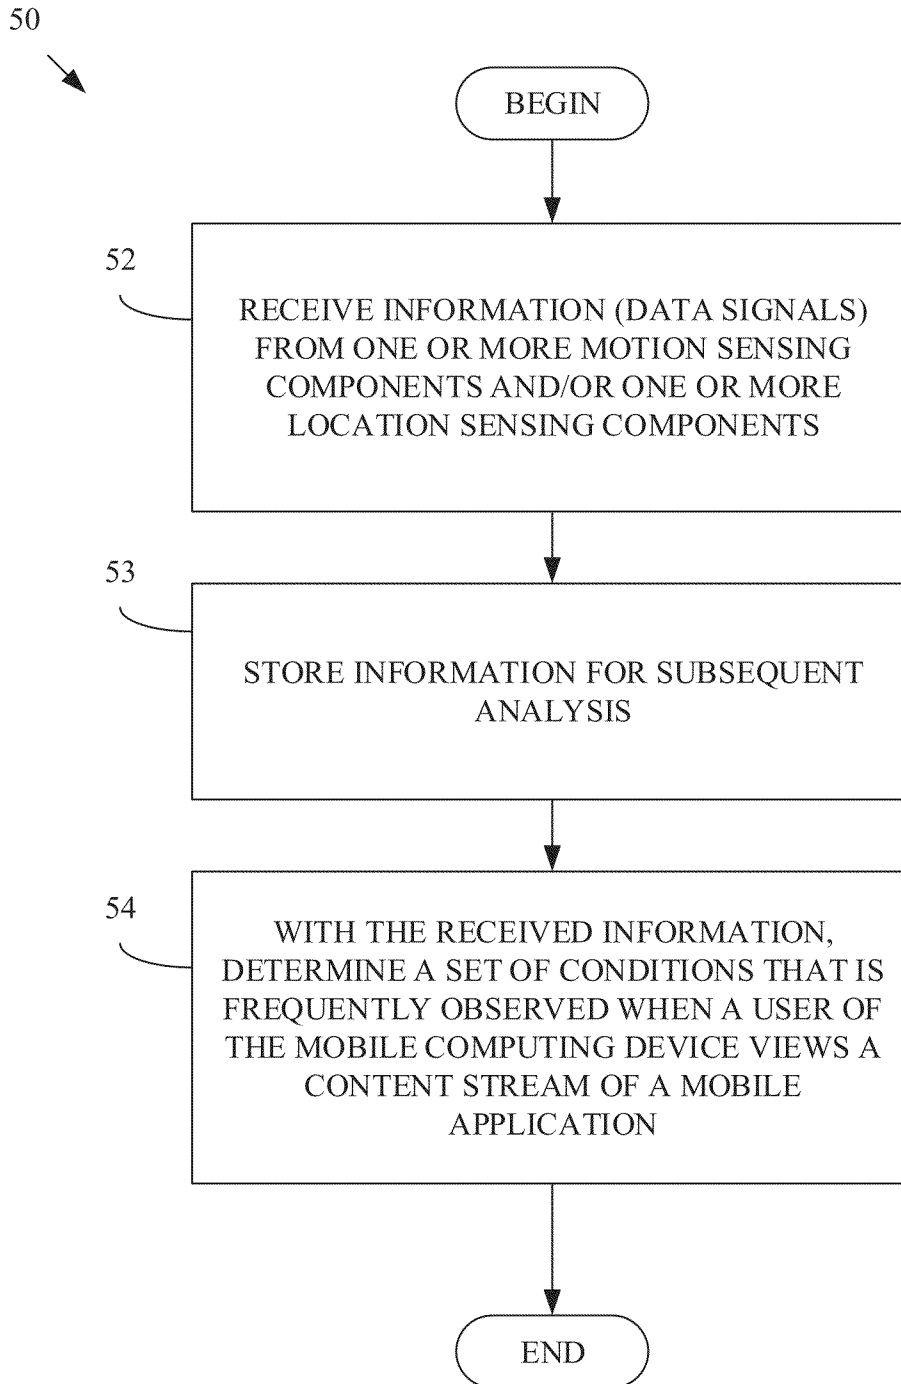 50
BEGIN
52
RECEIVE INFORMATION (DATA SIGNALS)
FROM ONE OR MORE MOTION SENSING
COMPONENTS AND/OR ONE OR MORE
LOCATION SENSING COMPONENTS
53
STORE INFORMATION FOR SUBSEQUENT
ANALYSIS
54
WITH THE RECEIVED INFORMATION,
DETERMINE A SET OF CONDITIONS THAT IS
FREQUENTLY OBSERVED WHEN A USER OF
THE MOBILE COMPUTING DEVICE VIEWS A
CONTENT STREAM OF A MOBILE
APPLICATION
END